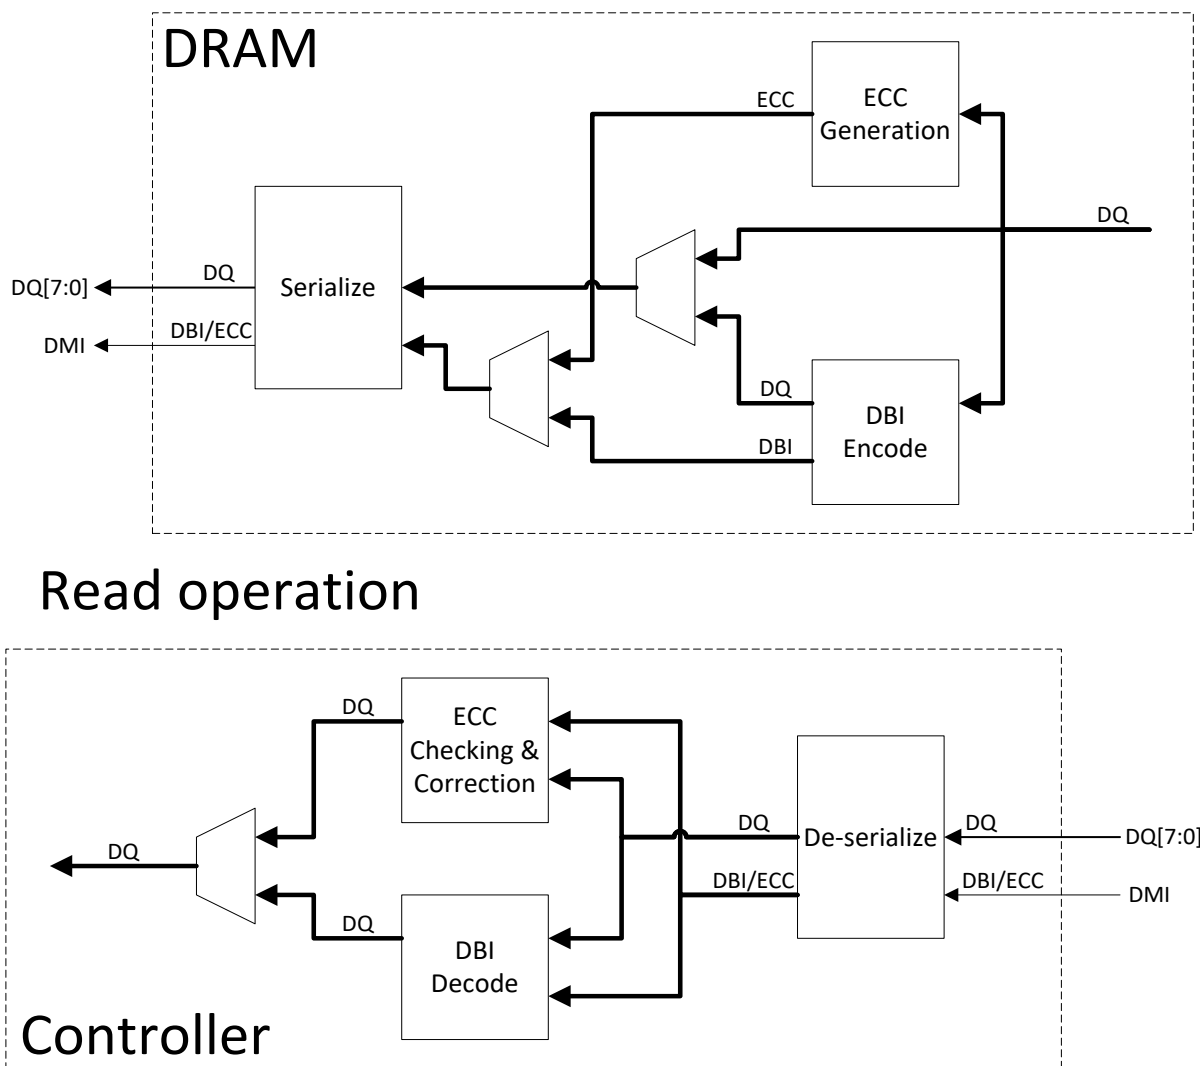 DRAM
ECC
ECC
Generation
DQ
DQ
DQ[7:0]
Serialize
DBI/ECC
DMI
DQ
DBI
Encode
DBI
Read operation
DQ
ECC
Checking &
Correction
DQ
De-serialize
DQ
DQ[7:0]
DQ
DBI/ECC
DBI/ECC
DMI
DQ
DBI
Decode
Controller